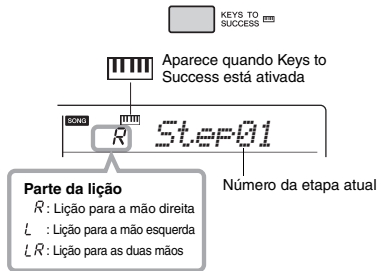 KEYS TO
SUCCESS
Aparece quando Keys to
Success está ativada
SONG
R Step01
Parte da lição
R : Lição para a mão direita
L : Lição para a mão esquerda
LR : Lição para as duas mãos
Número da etapa atual